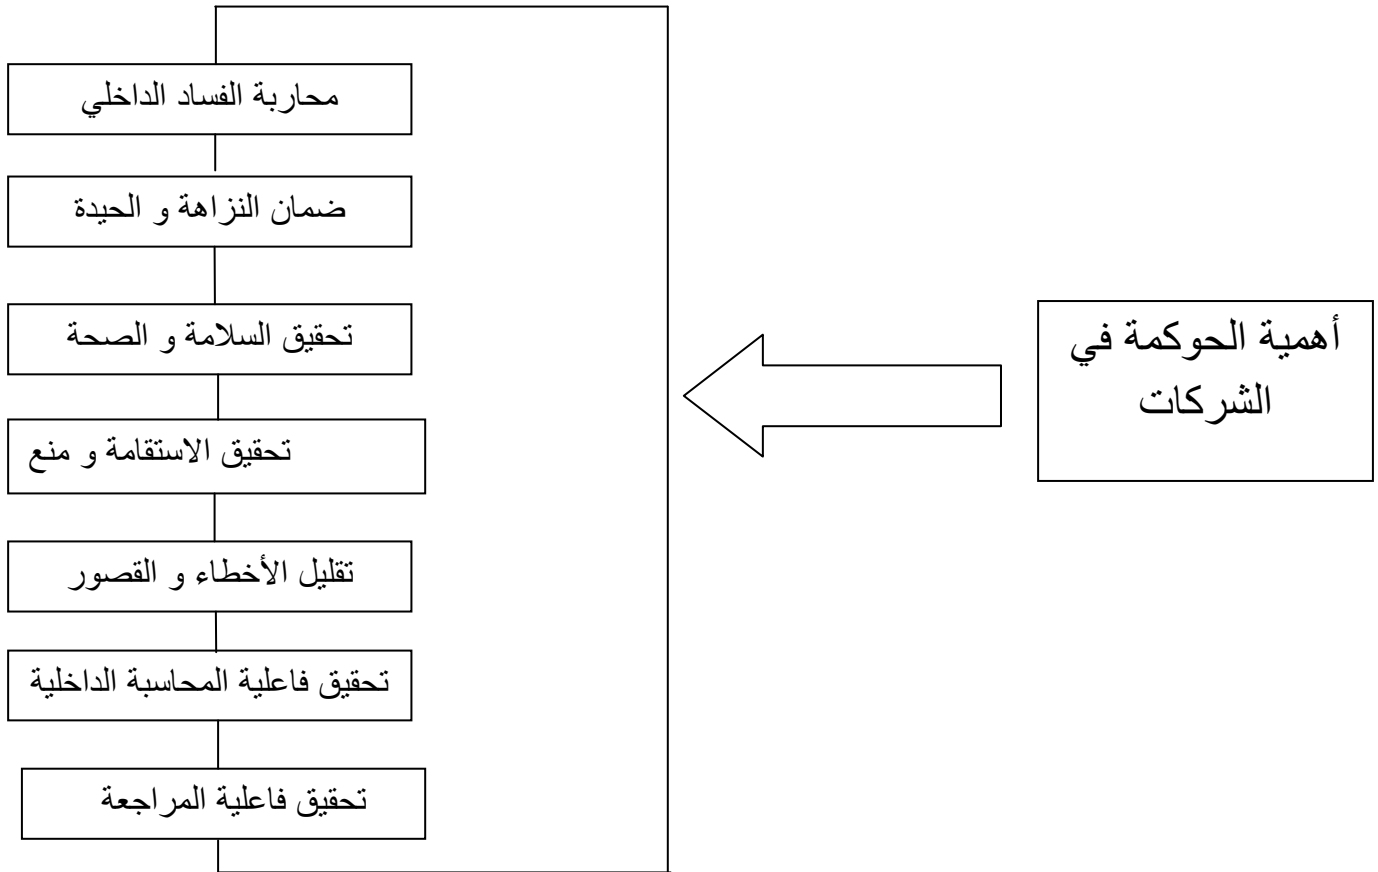 أهمية الحوكمة في
الشركات
محاربة الفساد الداخلي
ضمان النزاهة و الحيدة
تحقيق السلامة و الصحة
تحقيق الاستقامة و منع
تقليل الأخطاء و القصور
تحقيق فاعلية المحاسبة الداخلية
تحقيق فاعلية المراجعة